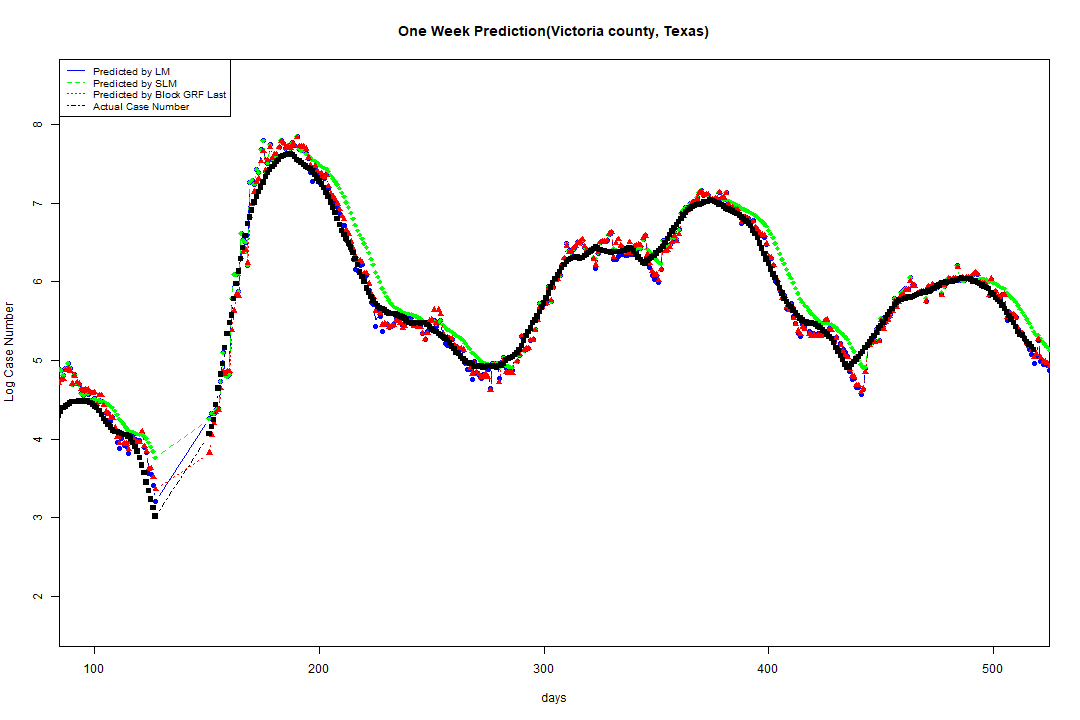 One Week Prediction(Victoria county, Texas)
Predicted by LM
Predicted by SLM
Predicted by Block GRF Last
Actual Case Number
8
7
6
5
4
3
2
Log Case Number
100 200 300 400 500
days